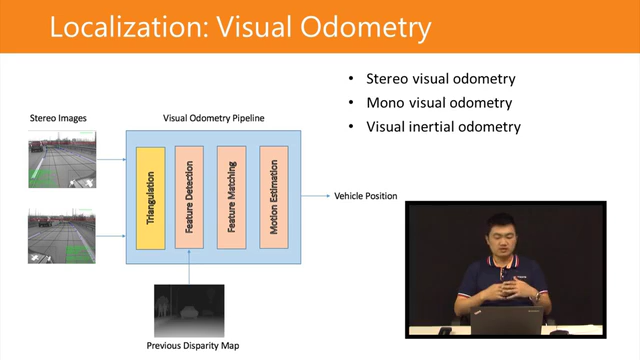 Localization: Visual Odometry
• Stereo visual odometry
• Mono visual odometry
• Visual inertial odometry
Stereo Images
Visual Odometry Pipeline
Triangulation
Feature Detection
Feature Matching
Motion Estimation
Vehicle Position
Previous Disparity Map